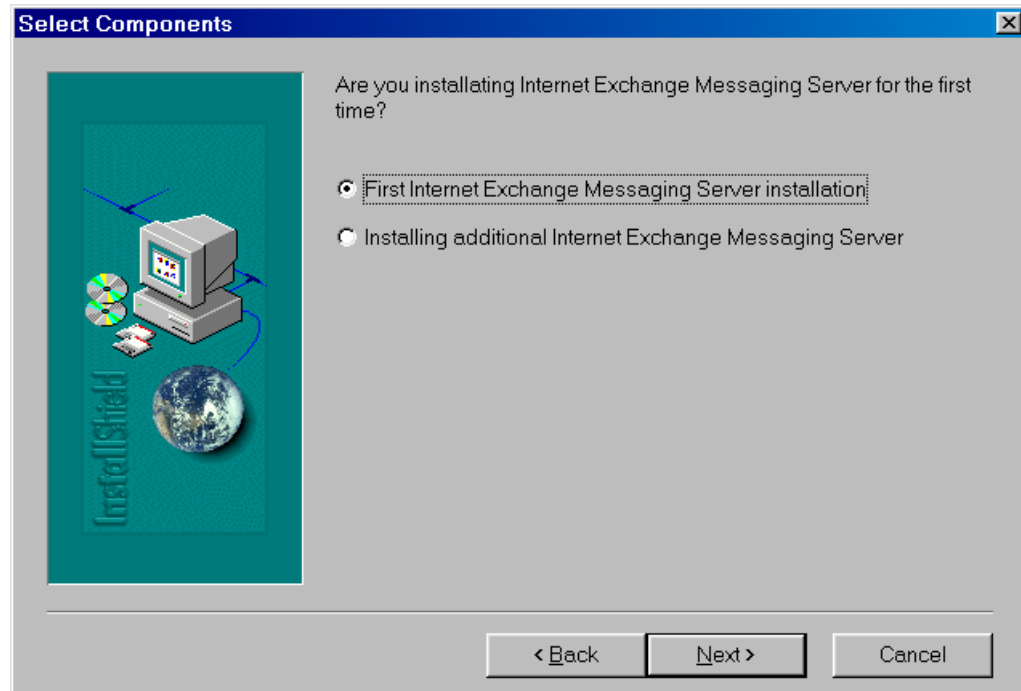 Select Components
Are you installating Internet Exchange Messaging Server for the first
time?
First Internet Exchange Messaging Server installation
Installing additional Internet Exchange Messaging Server
InstallShield
< Back
Next >
Cancel